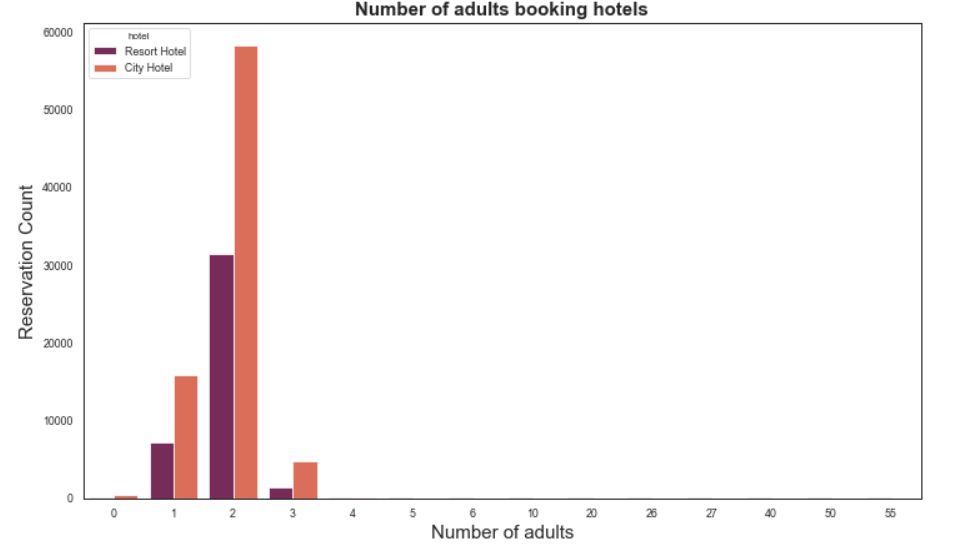 Number of adults booking hotels
hotel
Resort Hotel
City Hotel
60000
50000
40000
30000
20000
10000
0
Reservation Count
0 1 2 3 4 5 6 10 20 26 27 40 50 55
Number of adults